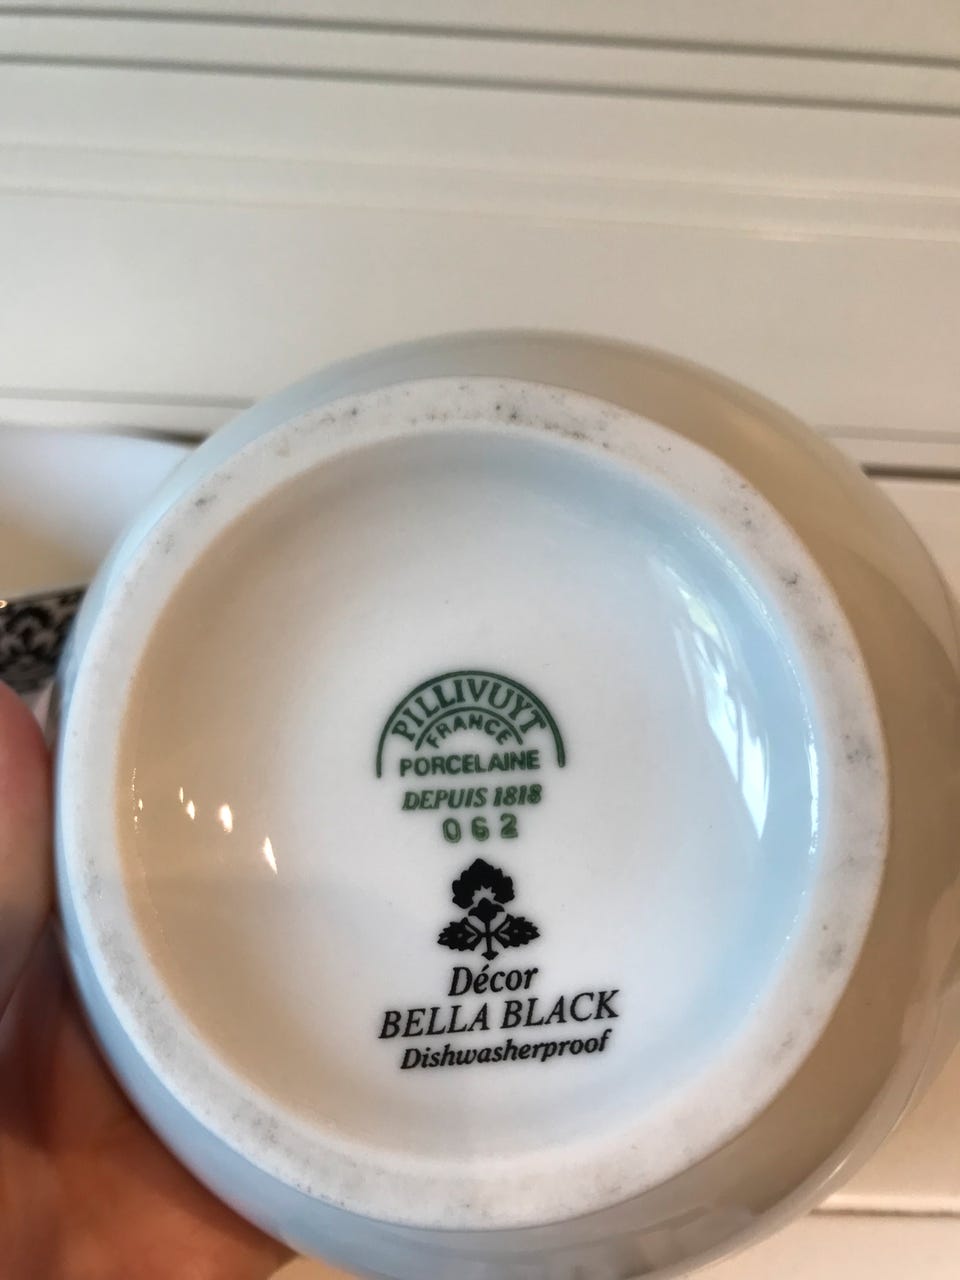 PILLIVUYT
FRANCE
PORCELAINE
DEPUIS 1818
062
Décor
BELLA BLACK
Dishwasherproof